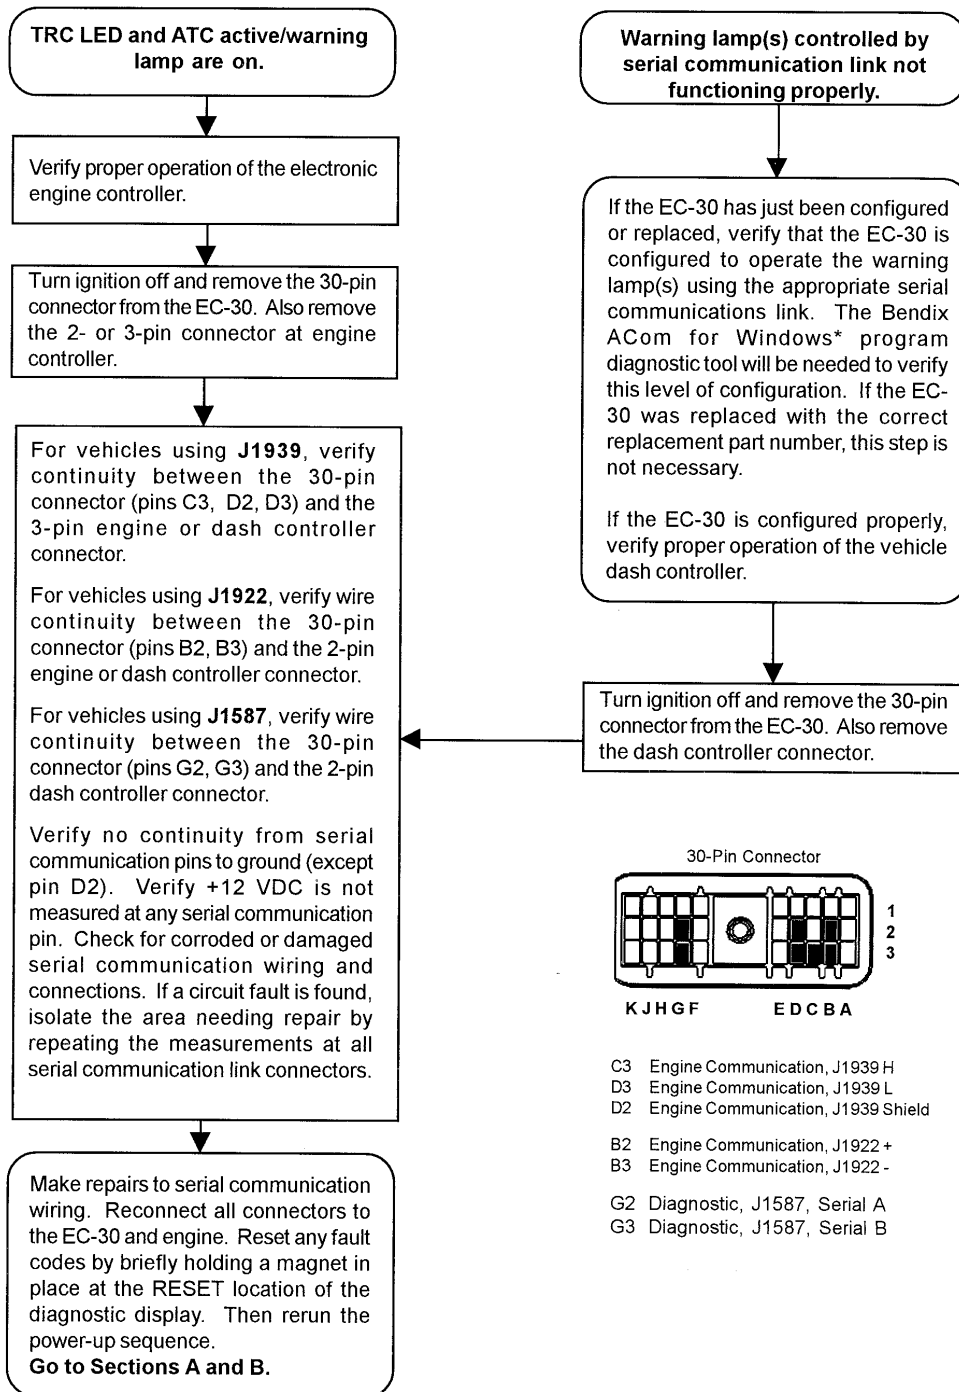 TRC LED and ATC active/warning
lamp are on.
Verify proper operation of the electronic
engine controller.
Turn ignition off and remove the 30-pin
connector from the EC-30. Also remove
the 2- or 3-pin connector at engine
controller.
For vehicles using J1939, verify
continuity between the 30-pin
connector (pins C3, D2, D3) and the
3-pin engine or dash controller
connector.
For vehicles using J1922, verify wire
continuity between the 30-pin
connector (pins B2, B3) and the 2-pin
engine or dash controller connector.
For vehicles using J1587, verify wire
continuity between the 30-pin
connector (pins G2, G3) and the 2-pin
dash controller connector.
Verify no continuity from serial
communication pins to ground (except
pin D2). Verify +12 VDC is not
measured at any serial communication
pin. Check for corroded or damaged
serial communication wiring and
connections. If a circuit fault is found,
isolate the area needing repair by
repeating the measurements at all
serial communication link connectors.
Make repairs to serial communication
wiring. Reconnect all connectors to
the EC-30 and engine. Reset any fault
codes by briefly holding a magnet in
place at the RESET location of the
diagnostic display. Then rerun the
power-up sequence.
Go to Sections A and B.
Warning lamp(s) controlled by
serial communication link not
functioning properly.
If the EC-30 has just been configured
or replaced, verify that the EC-30 is
configured to operate the warning
lamp(s) using the appropriate serial
communications link. The Bendix
ACom for Windows* program
diagnostic tool will be needed to verify
this level of configuration. If the EC-
30 was replaced with the correct
replacement part number, this step is
not necessary.
If the EC-30 is configured properly,
verify proper operation of the vehicle
dash controller.
Turn ignition off and remove the 30-pin
connector from the EC-30. Also remove
the dash controller connector.
30-Pin Connector
1
2
3
K J H G F E D C B A
C3 Engine Communication, J1939 H
D3 Engine Communication, J1939 L
D2 Engine Communication, J1939 Shield
B2 Engine Communication, J1922 +
B3 Engine Communication, J1922 -
G2 Diagnostic, J1587, Serial A
G3 Diagnostic, J1587, Serial B